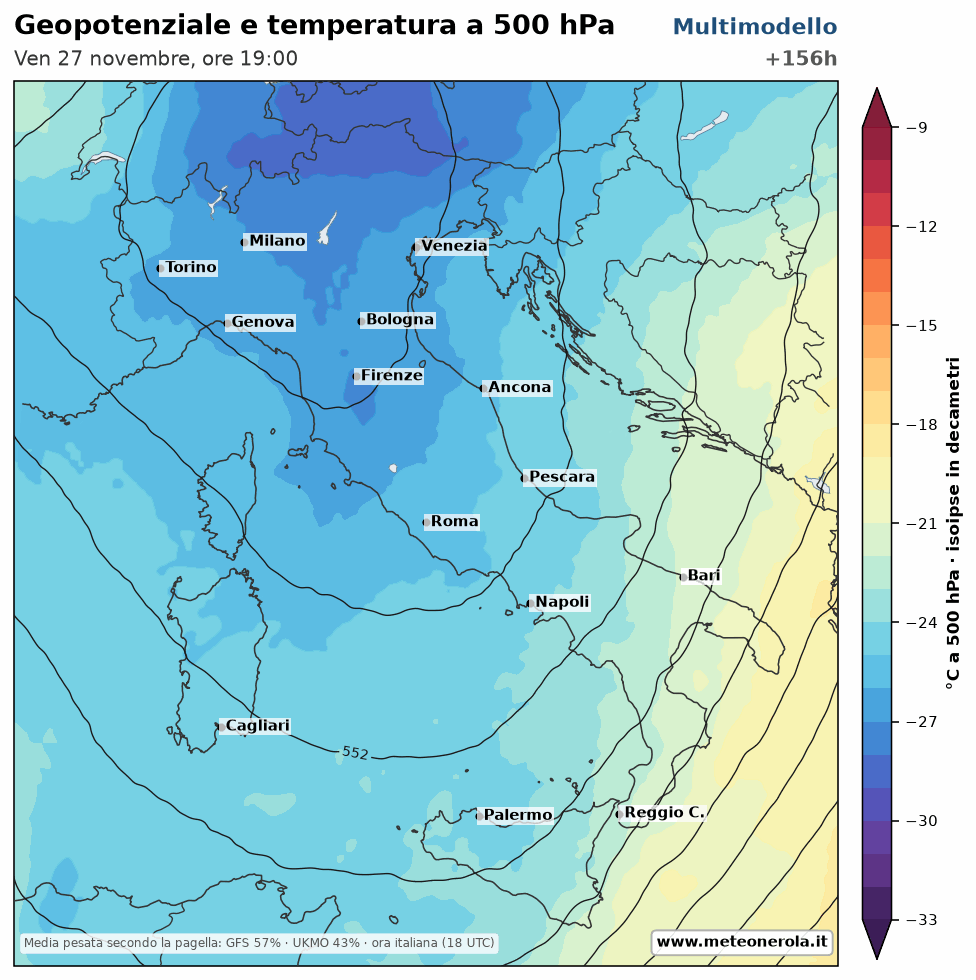 Geopotenziale e temperatura a 500 hPa
Multimodello
Ven 27 novembre, ore 19:00
+156h
Milano
Venezia
Torino
Genova
Bologna
Firenze
Ancona
Pescara
Roma
Bari
Napoli
Cagliari
552
Palermo
Reggio C.
−9
−12
−15
−18
−21
−24
−27
−30
−33
°C a 500 hPa · isoipse in decametri
Media pesata secondo la pagella: GFS 57% · UKMO 43% · ora italiana (18 UTC)
www.meteonerola.it